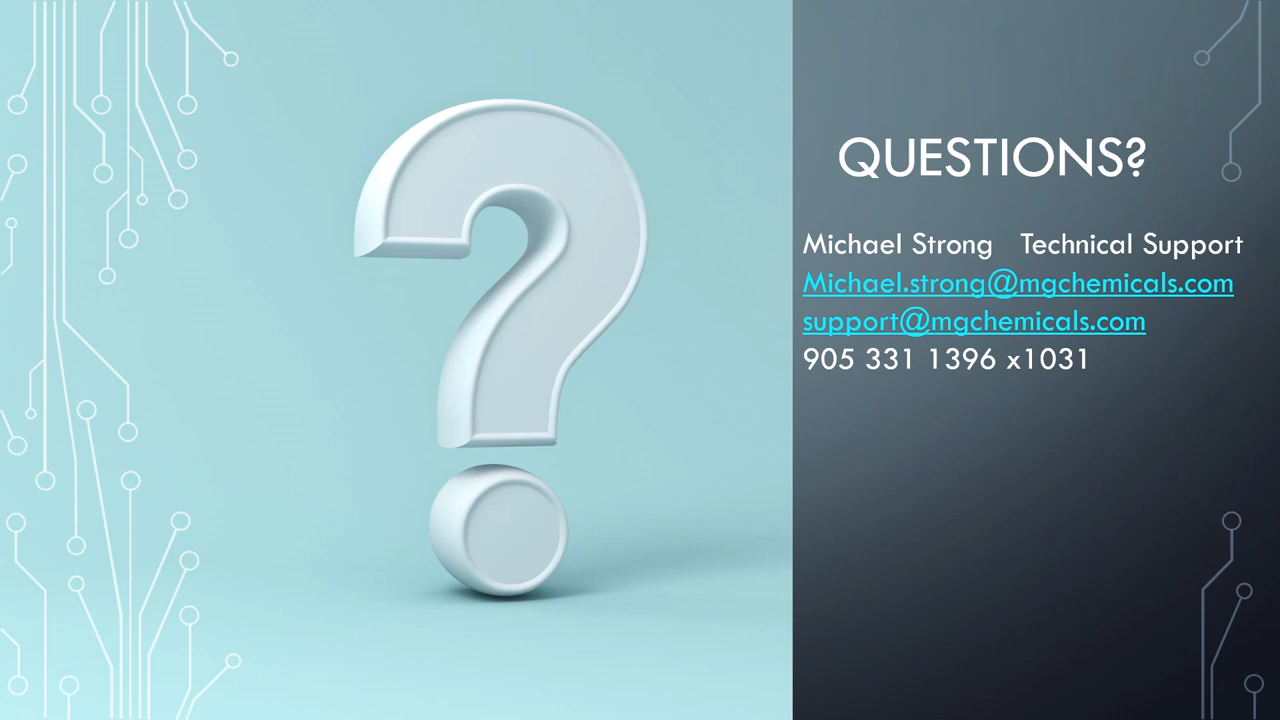 QUESTIONS?
Michael Strong Technical Support
Michael.strong@mgchemicals.com
support@mgchemicals.com
905 331 1396 x1031